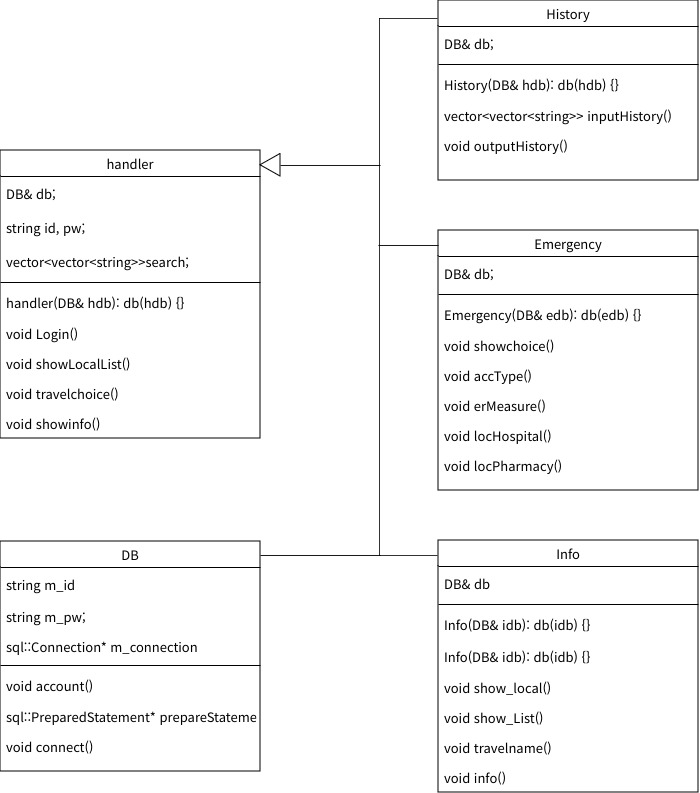 History
DB& db;
History(DB& hdb): db(hdb) {}
vector<vector<string>> inputHistory()
void outputHistory()
handler
DB& db;
string id, pw;
vector<vector<string>>search;
handler(DB& hdb): db(hdb) {}
void Login()
void showLocalList()
void travelchoice()
void showinfo()
Emergency
DB& db;
Emergency(DB& edb): db(edb) {}
void showchoice()
void accType()
void erMeasure()
void locHospital()
void locPharmacy()
DB
string m_id
string m_pw;
sql::Connection* m_connection
void account()
sql::PreparedStatement* prepareStateme
void connect()
Info
DB& db
Info(DB& idb): db(idb) {}
Info(DB& idb): db(idb) {}
void show_local()
void show_List()
void travelname()
void info()